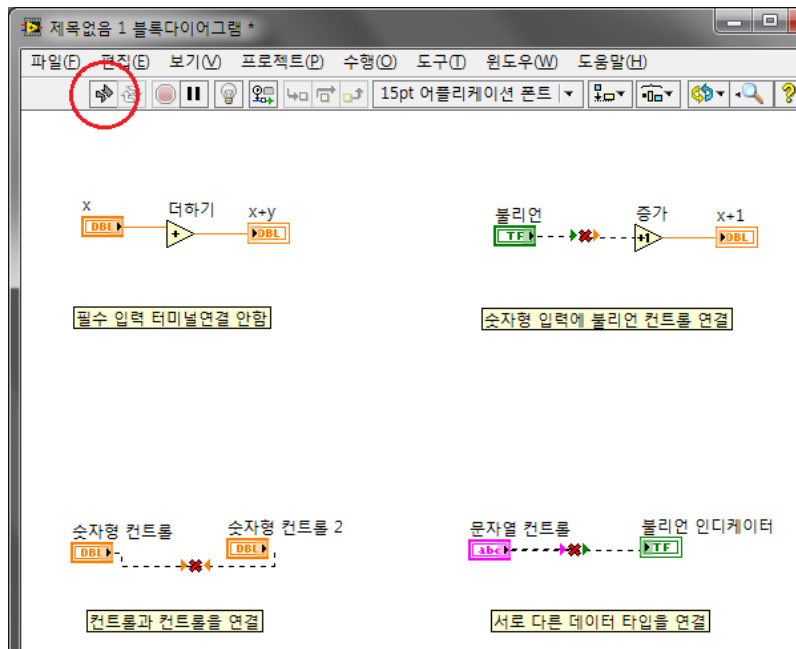 제목없음 1 블록다이어그램 *
파일(F) 편집(E) 보기(V) 프로젝트(P) 수행(O) 도구(T) 윈도우(W) 도움말(H)
15pt 어플리케이션 폰트
x 더하기 x+y
DBL + DBL
불리언 증가 x+1
TF +1 DBL
필수 입력 터미널연결 안함
숫자형 입력에 불리언 컨트롤 연결
숫자형 컨트롤 숫자형 컨트롤 2
DBL DBL
문자열 컨트롤 불리언 인디케이터
abc TF
컨트롤과 컨트롤을 연결
서로 다른 데이터 타입을 연결